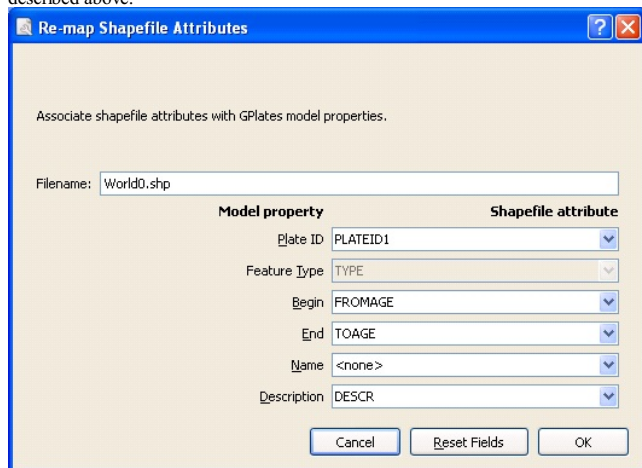 described above.
Re-map Shapefile Attributes
Associate shapefile attributes with GPlates model properties.
Filename: World0.shp
Model property Shapefile attribute
Plate ID PLATEID1
Feature Type TYPE
Begin FROMAGE
End TOAGE
Name <none>
Description DESCR
Cancel Reset Fields OK